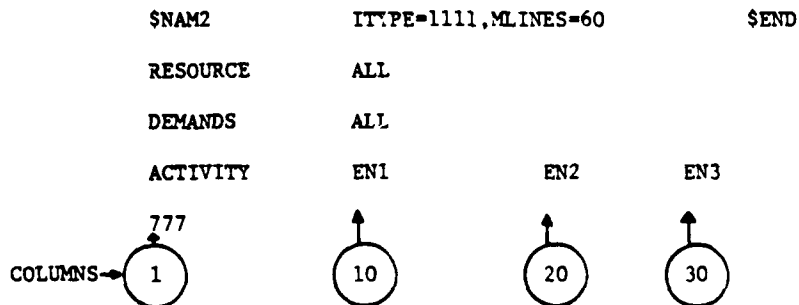 $NAM2 ITYPE=1111,MLINES=60 $END
RESOURCE ALL
DEMANDS ALL
ACTIVITY EN1 EN2 EN3
777
COLUMNS 1 10 20 30